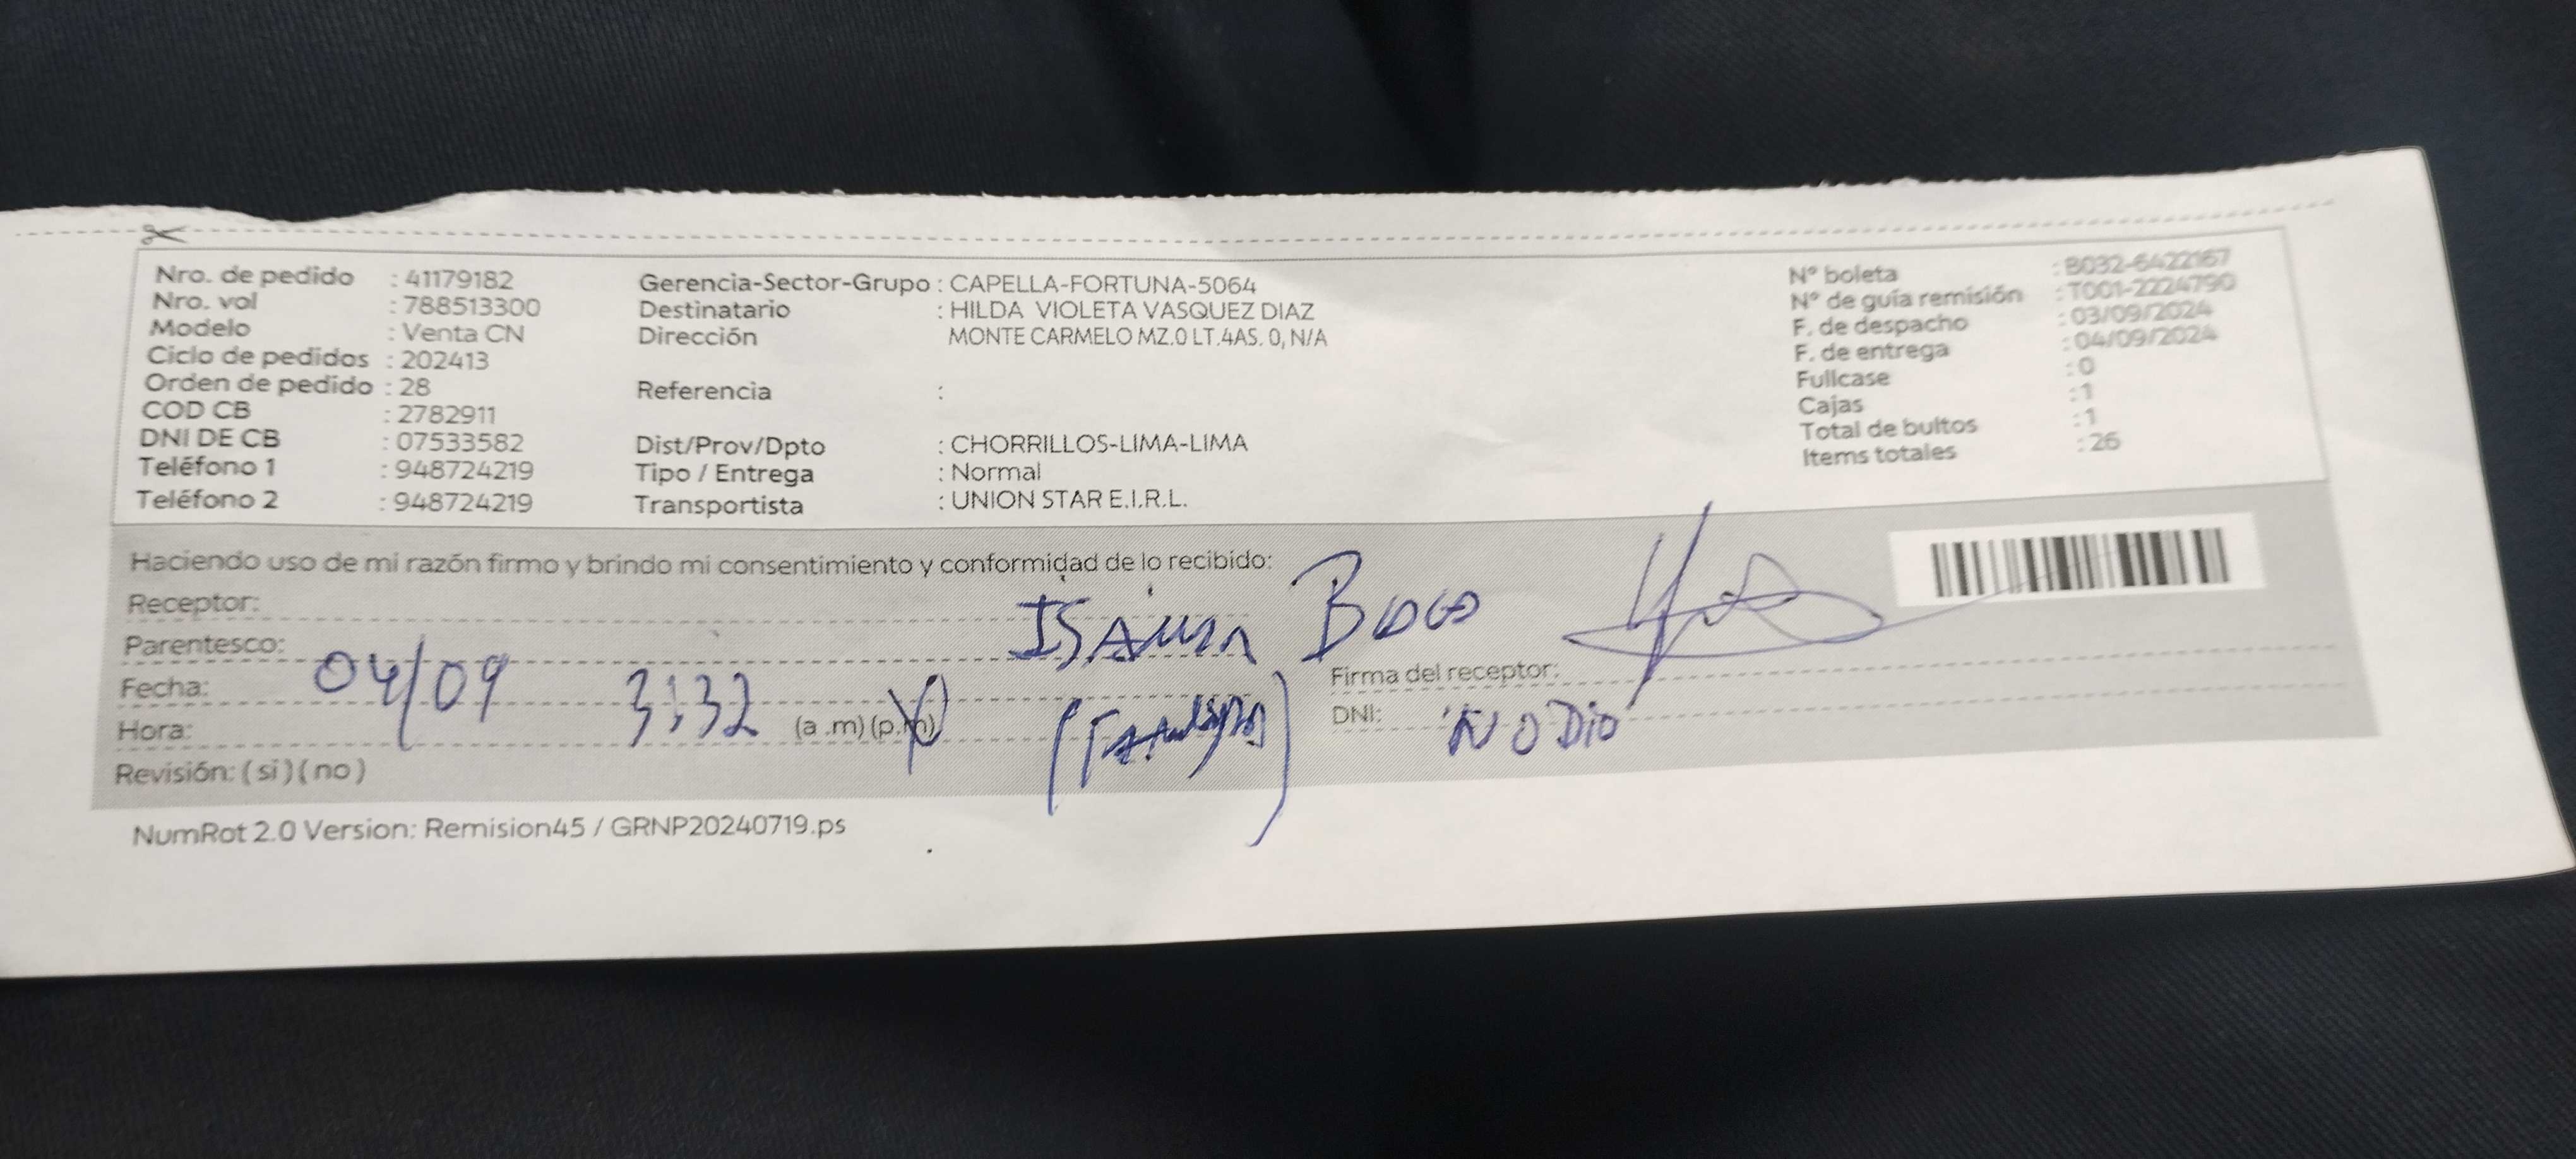 Nro. de pedido : 41179182
Nro. vol : 788513300
Modelo : Venta CN
Ciclo de pedidos : 202413
Orden de pedido : 28
COD CB : 2782911
DNI DE CB : 07533582
Teléfono 1 : 948724219
Teléfono 2 : 948724219
Gerencia-Sector-Grupo : CAPELLA-FORTUNA-5064
Destinatario : HILDA VIOLETA VASQUEZ DIAZ
Dirección MONTE CARMELO MZ.0 LT.4AS. 0, N/A
Referencia :
Dist/Prov/Dpto : CHORRILLOS-LIMA-LIMA
Tipo / Entrega : Normal
Transportista : UNION STAR E.I.R.L.
Nº boleta : B032-6422167
Nº de guía remisión : T001-2224790
F. de despacho : 03/09/2024
F. de entrega : 04/09/2024
Fullcase : 0
Cajas : 1
Total de bultos : 1
Items totales : 26
Haciendo uso de mi razón firmo y brindo mi consentimiento y conformidad de lo recibido:
Receptor:
Parentesco:
Fecha: 04/09
Hora: 3:32 (a .m) (p.m)
Revisión: ( si ) ( no )
Firma del receptor:
DNI: NO DIO
NumRot 2.0 Version: Remision45 / GRNP20240719.ps